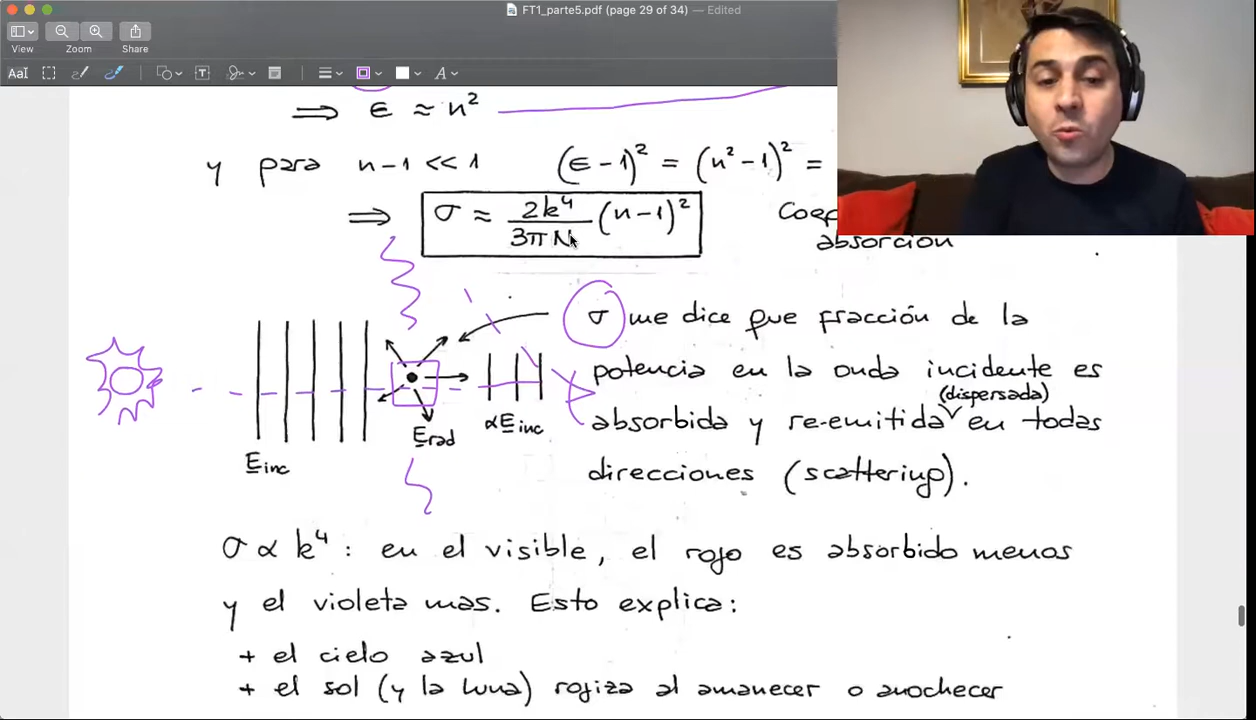 FT1_parte5.pdf (page 29 of 34) — Edited
View Zoom Share
AaI T A
⟹ ε ≈ n²
y para n-1 << 1 (ε-1)² = (n²-1)² =
⟹ σ ≈ 2k⁴/3πN (n-1)² Coef
absorción
σ me dice que fracción de la
potencia en la onda incidente es
(dispersada)
absorbida y re-emitida en todas
direcciones (scattering).
Einc
Erad
αEinc
σ ∝ k⁴: en el visible, el rojo es absorbido menos
y el violeta mas. Esto explica:
+ el cielo azul
+ el sol (y la luna) rojiza al amanecer o anochecer